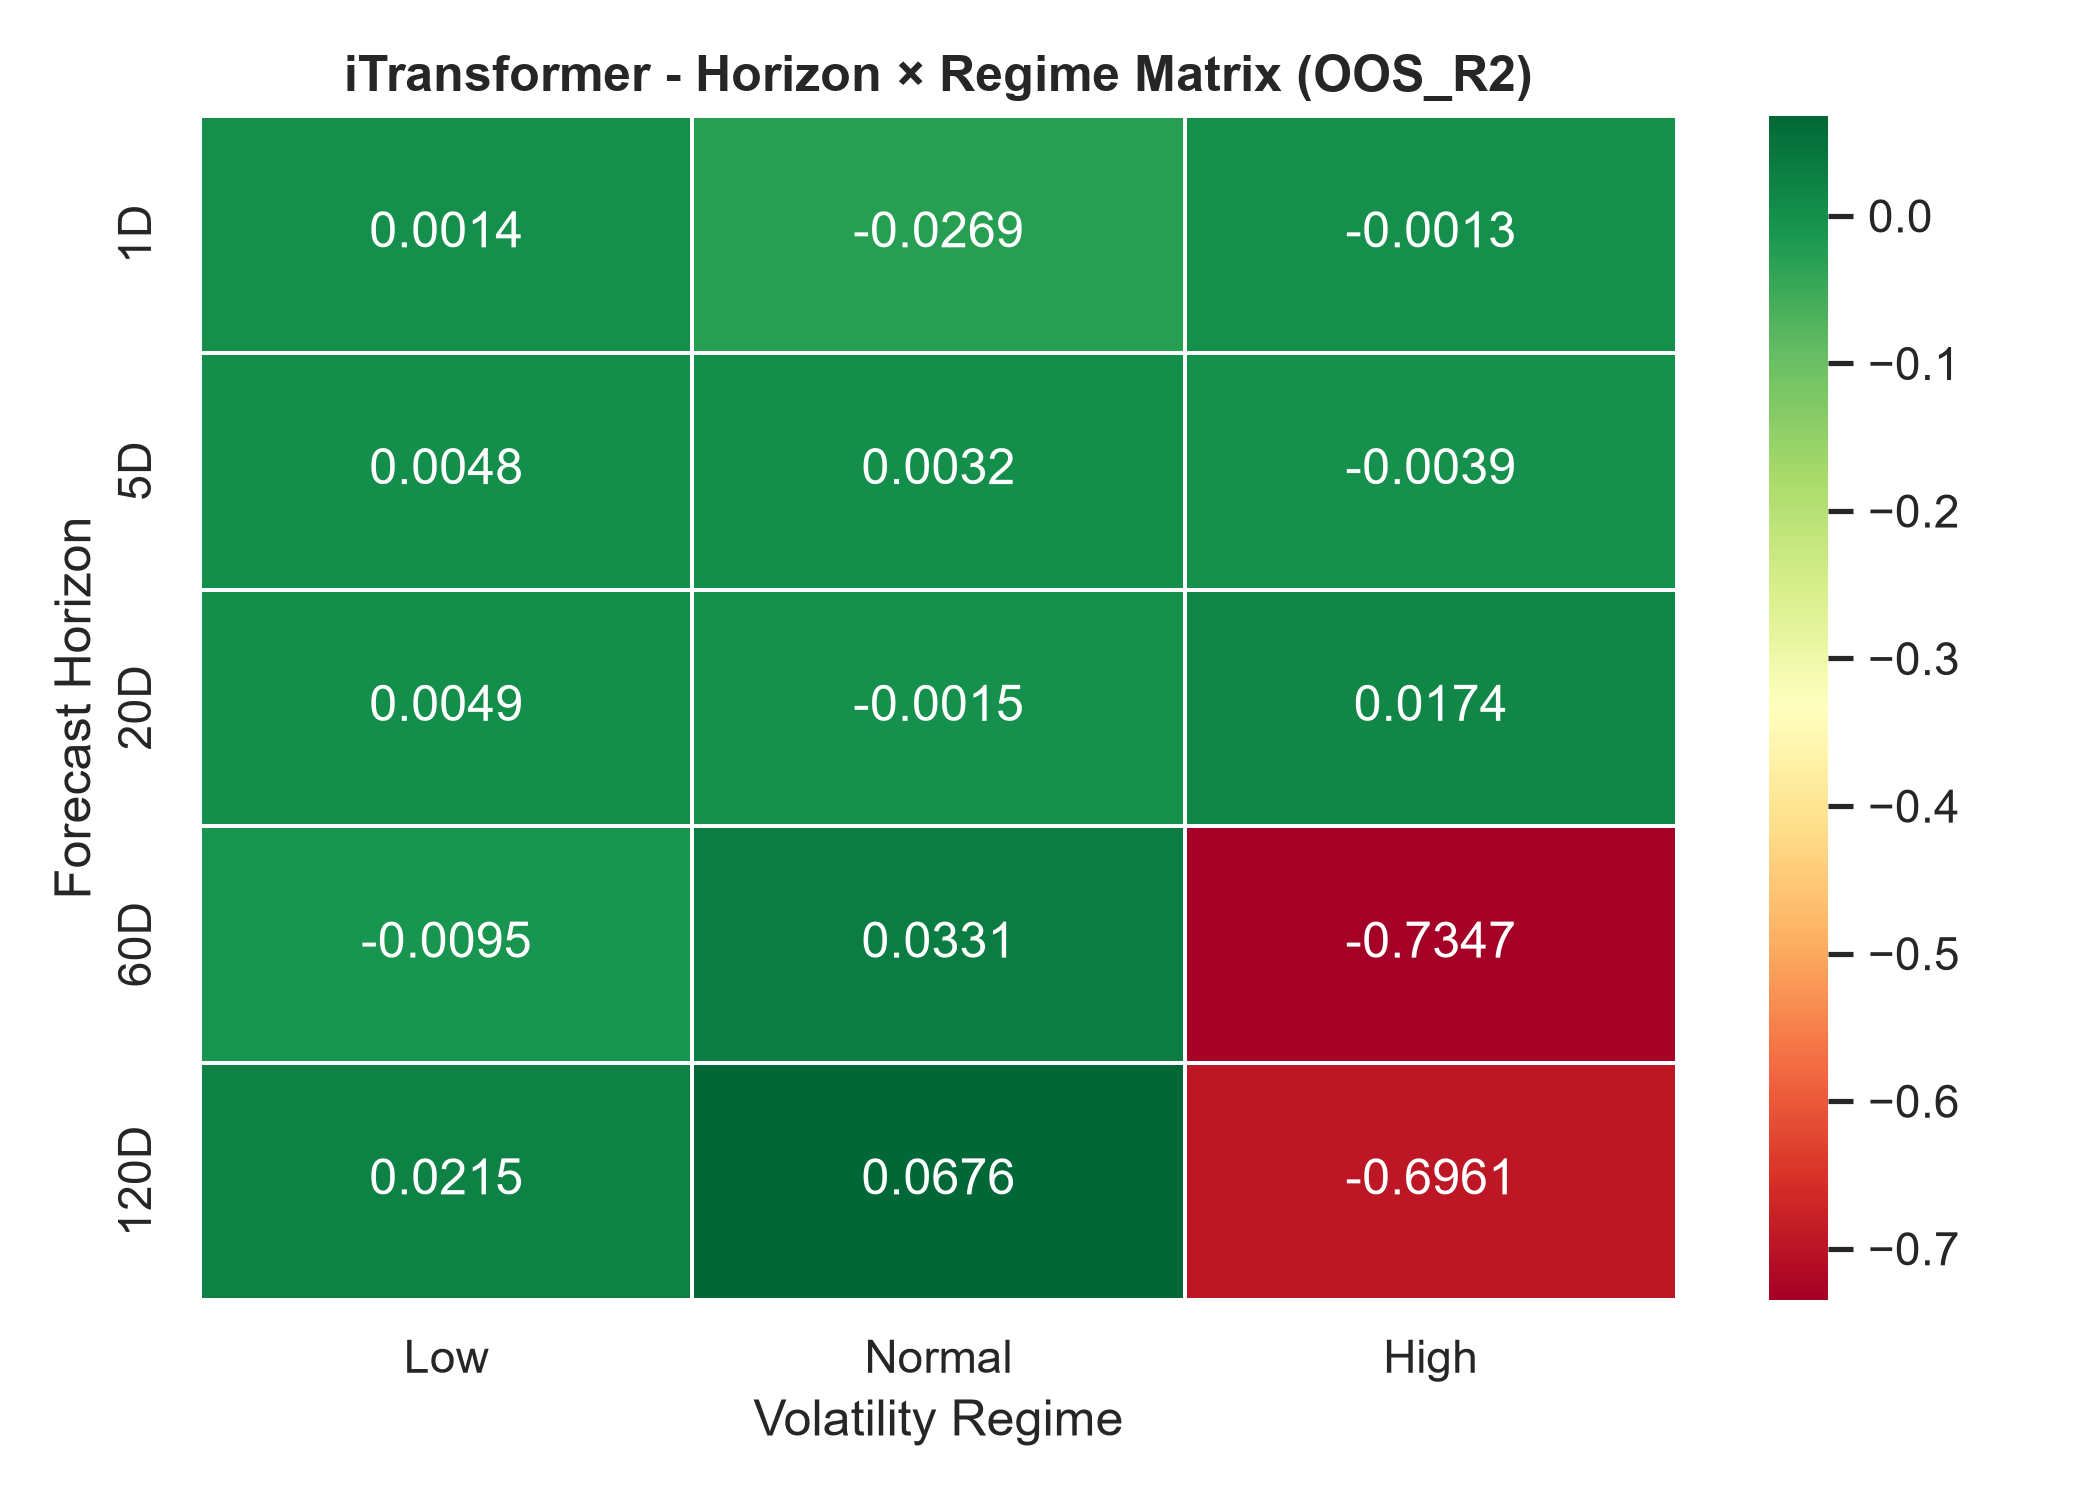 iTransformer - Horizon × Regime Matrix (OOS_R2)
Forecast Horizon
1D 0.0014 -0.0269 -0.0013
5D 0.0048 0.0032 -0.0039
20D 0.0049 -0.0015 0.0174
60D -0.0095 0.0331 -0.7347
120D 0.0215 0.0676 -0.6961
Low Normal High
Volatility Regime
0.0
−0.1
−0.2
−0.3
−0.4
−0.5
−0.6
−0.7